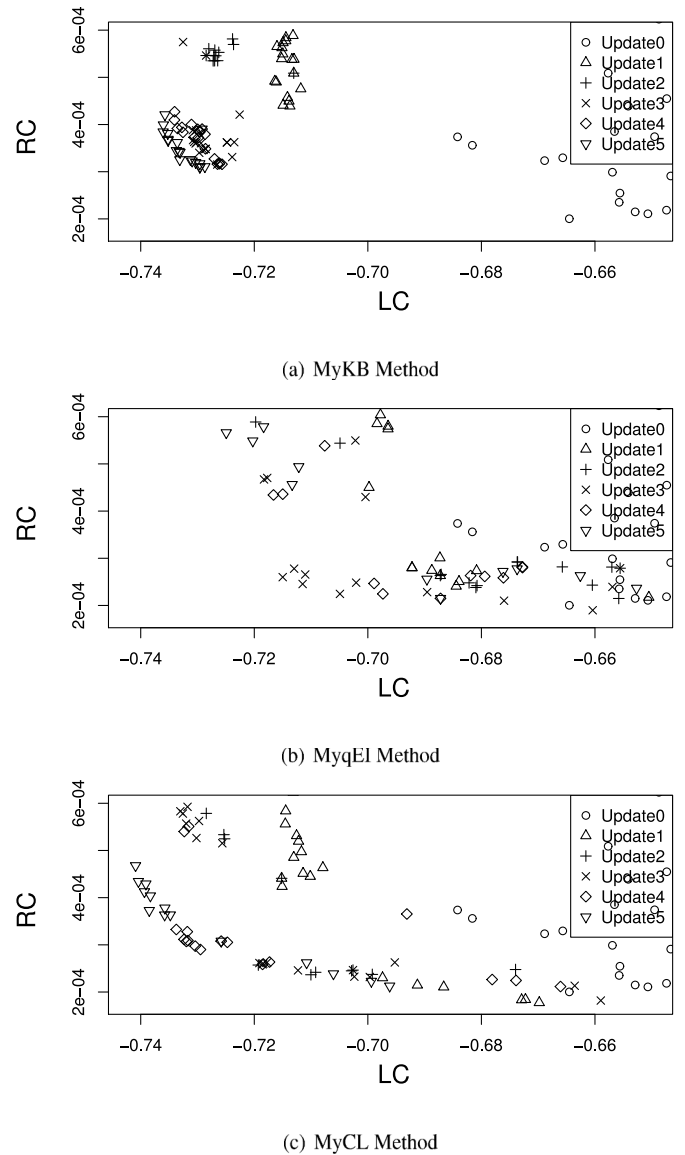 RC
6e−04
4e−04
2e−04
Update0
Update1
Update2
Update3
Update4
Update5
−0.74
−0.72
−0.70
−0.68
−0.66
LC
(a) MyKB Method
RC
6e−04
4e−04
2e−04
Update0
Update1
Update2
Update3
Update4
Update5
−0.74
−0.72
−0.70
−0.68
−0.66
LC
(b) MyqEI Method
RC
6e−04
4e−04
2e−04
Update0
Update1
Update2
Update3
Update4
Update5
−0.74
−0.72
−0.70
−0.68
−0.66
LC
(c) MyCL Method